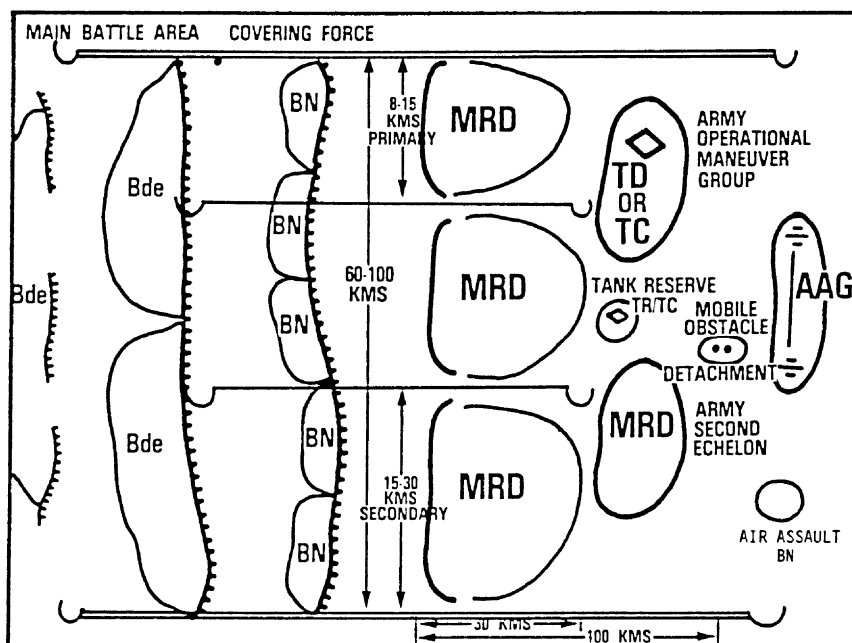 MAIN BATTLE AREA COVERING FORCE
BN
8-15
KMS
PRIMARY
MRD
ARMY
OPERATIONAL
MANEUVER
GROUP
Bde
TD
OR
TC
BN
60-100
KMS
MRD
TANK RESERVE
TR/TC
MOBILE
OBSTACLE
DETACHMENT
AAG
Bde
BN
Bde
BN
15-30
KMS
SECONDARY
MRD
MRD
ARMY
SECOND
ECHELON
BN
AIR ASSAULT
BN
30 KMS
100 KMS